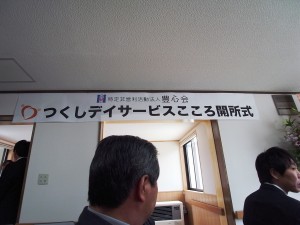 特定非営利活動法人 豊心会
つくしデイサービスこころ開所式